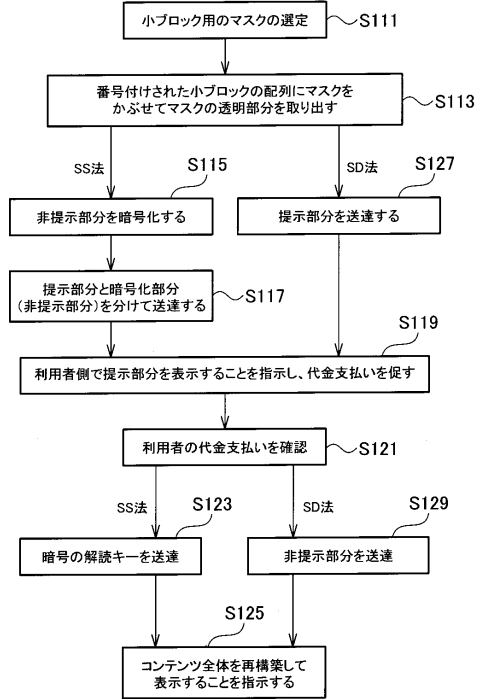 小ブロック用のマスクの選定
S111
番号付けされた小ブロックの配列にマスクを
かぶせてマスクの透明部分を取り出す
S113
SS法
SD法
S115
S127
非提示部分を暗号化する
提示部分を送達する
提示部分と暗号化部分
(非提示部分)を分けて送達する
S117
S119
利用者側で提示部分を表示することを指示し、代金支払いを促す
利用者の代金支払いを確認
S121
SS法
SD法
S123
S129
暗号の解読キーを送達
非提示部分を送達
S125
コンテンツ全体を再構築して
表示することを指示する